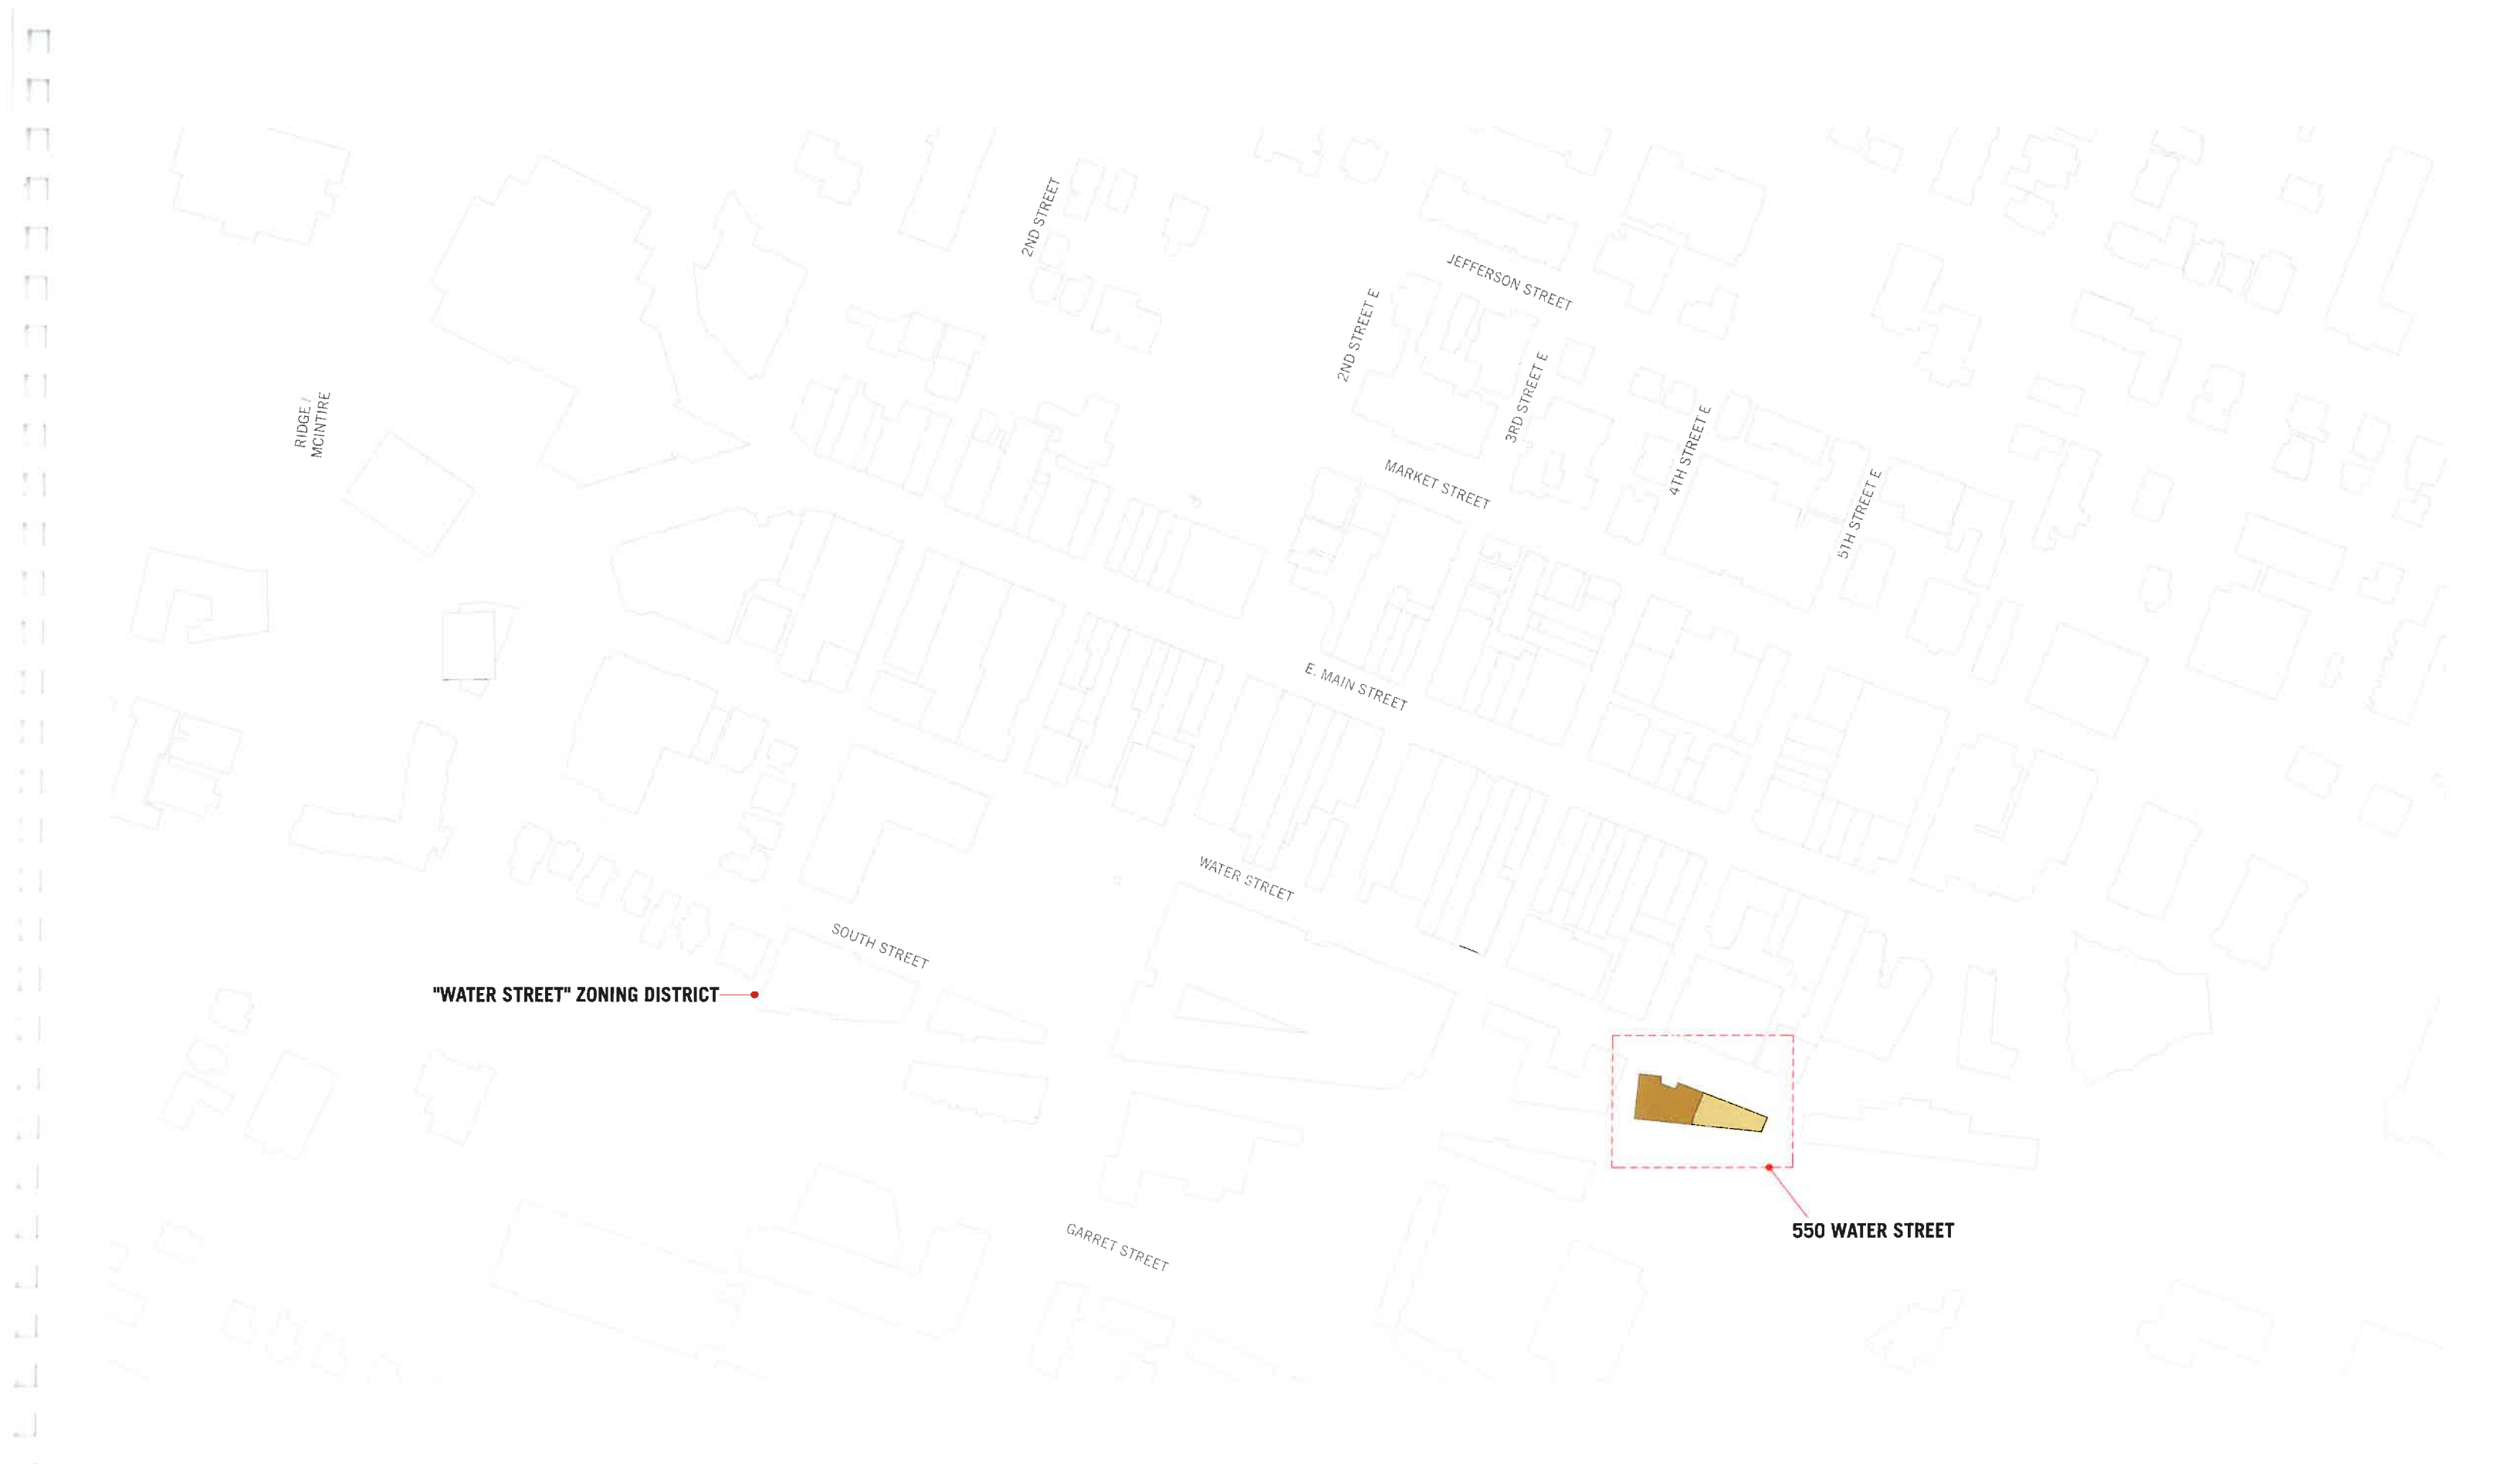 2ND STREET
JEFFERSON STREET
2ND STREET E
3RD STREET E
RIDGE /
MCINTIRE
4TH STREET E
MARKET STREET
5TH STREET E
E. MAIN STREET
WATER STREET
SOUTH STREET
"WATER STREET" ZONING DISTRICT
550 WATER STREET
GARRET STREET